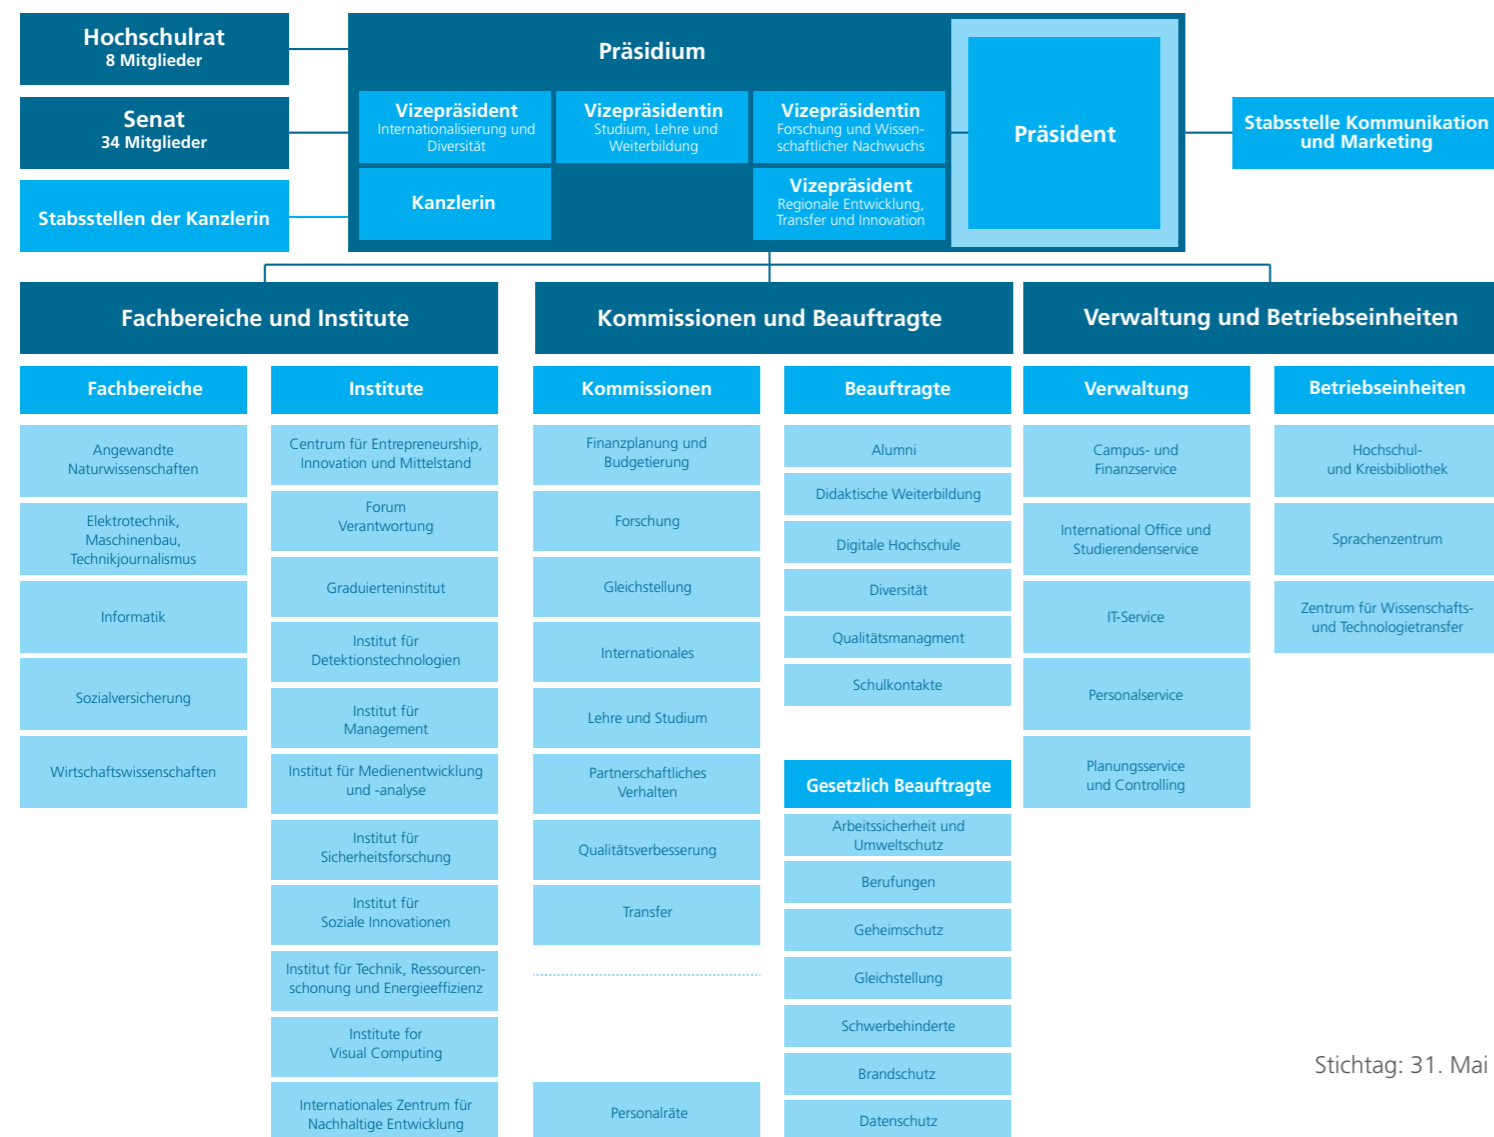 Hochschulrat
8 Mitglieder
Senat
34 Mitglieder
Stabsstellen der Kanzlerin
Präsidium
Vizepräsident
Internationalisierung und
Diversität
Vizepräsidentin
Studium, Lehre und
Weiterbildung
Vizepräsidentin
Forschung und Wissen-
schaftlicher Nachwuchs
Kanzlerin
Vizepräsident
Regionale Entwicklung,
Transfer und Innovation
Präsident
Stabsstelle Kommunikation
und Marketing
Fachbereiche und Institute
Fachbereiche
Angewandte
Naturwissenschaften
Elektrotechnik,
Maschinenbau,
Technikjournalismus
Informatik
Sozialversicherung
Wirtschaftswissenschaften
Institute
Centrum für Entrepreneurship,
Innovation und Mittelstand
Forum
Verantwortung
Graduierteninstitut
Institut für
Detektionstechnologien
Institut für
Management
Institut für Medienentwicklung
und -analyse
Institut für
Sicherheitsforschung
Institut für
Soziale Innovationen
Institut für Technik, Ressourcen-
schonung und Energieeffizienz
Institute for
Visual Computing
Internationales Zentrum für
Nachhaltige Entwicklung
Kommissionen und Beauftragte
Kommissionen
Finanzplanung und
Budgetierung
Forschung
Gleichstellung
Internationales
Lehre und Studium
Partnerschaftliches
Verhalten
Qualitätsverbesserung
Transfer
Personalräte
Beauftragte
Alumni
Didaktische Weiterbildung
Digitale Hochschule
Diversität
Qualitätsmanagment
Schulkontakte
Gesetzlich Beauftragte
Arbeitssicherheit und
Umweltschutz
Berufungen
Geheimschutz
Gleichstellung
Schwerbehinderte
Brandschutz
Datenschutz
Verwaltung und Betriebseinheiten
Verwaltung
Campus- und
Finanzservice
International Office und
Studierendenservice
IT-Service
Personalservice
Planungsservice
und Controlling
Betriebseinheiten
Hochschul-
und Kreisbibliothek
Sprachenzentrum
Zentrum für Wissenschafts-
und Technologietransfer
Stichtag: 31. Mai